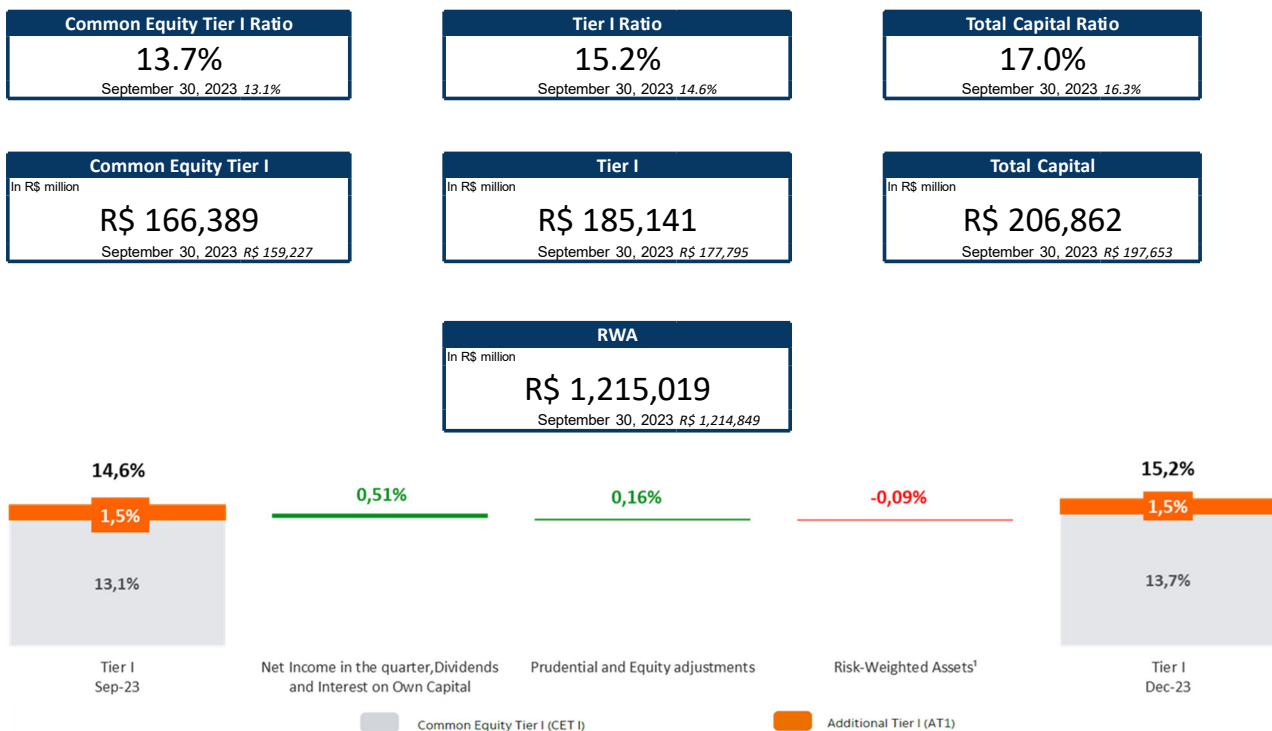 Common Equity Tier I Ratio
13.7%
September 30, 2023 13.1%
Tier I Ratio
15.2%
September 30, 2023 14.6%
Total Capital Ratio
17.0%
September 30, 2023 16.3%
Common Equity Tier I
In R$ million
R$ 166,389
September 30, 2023 R$ 159,227
Tier I
In R$ million
R$ 185,141
September 30, 2023 R$ 177,795
Total Capital
In R$ million
R$ 206,862
September 30, 2023 R$ 197,653
RWA
In R$ million
R$ 1,215,019
September 30, 2023 R$ 1,214,849
14,6%
1,5%
13,1%
0,51%
0,16%
-0,09%
15,2%
1,5%
13,7%
Tier I
Sep-23
Net Income in the quarter,Dividends
and Interest on Own Capital
Prudential and Equity adjustments
Risk-Weighted Assets¹
Tier I
Dec-23
Common Equity Tier I (CET I)
Additional Tier I (AT1)